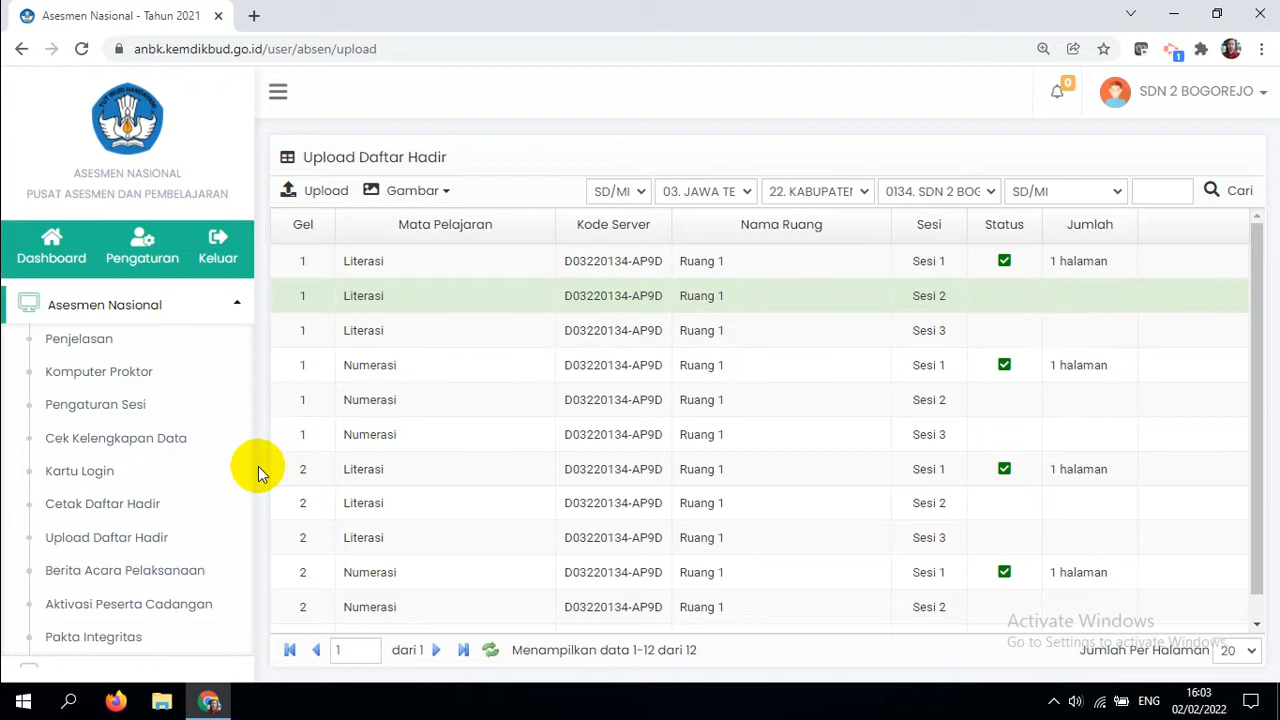 Asesmen Nasional - Tahun 2021
anbk.kemdikbud.go.id/user/absen/upload
1
ASESMEN NASIONAL
PUSAT ASESMEN DAN PEMBELAJARAN
0
SDN 2 BOGOREJO
Dashboard Pengaturan Keluar
Asesmen Nasional
Penjelasan
Komputer Proktor
Pengaturan Sesi
Cek Kelengkapan Data
Kartu Login
Cetak Daftar Hadir
Upload Daftar Hadir
Berita Acara Pelaksanaan
Aktivasi Peserta Cadangan
Pakta Integritas
Upload Daftar Hadir
Upload Gambar SD/MI 03. JAWA TE 22. KABUPATEN 0134. SDN 2 BOG SD/MI Cari
Gel Mata Pelajaran Kode Server Nama Ruang Sesi Status Jumlah
1 Literasi D03220134-AP9D Ruang 1 Sesi 1 1 halaman
1 Literasi D03220134-AP9D Ruang 1 Sesi 2
1 Literasi D03220134-AP9D Ruang 1 Sesi 3
1 Numerasi D03220134-AP9D Ruang 1 Sesi 1 1 halaman
1 Numerasi D03220134-AP9D Ruang 1 Sesi 2
1 Numerasi D03220134-AP9D Ruang 1 Sesi 3
2 Literasi D03220134-AP9D Ruang 1 Sesi 1 1 halaman
2 Literasi D03220134-AP9D Ruang 1 Sesi 2
2 Literasi D03220134-AP9D Ruang 1 Sesi 3
2 Numerasi D03220134-AP9D Ruang 1 Sesi 1 1 halaman
2 Numerasi D03220134-AP9D Ruang 1 Sesi 2
Activate Windows
Go to Settings to activate Windows.
1 dari 1 Menampilkan data 1-12 dari 12 Jumlah Per Halaman 20
ENG
16:03
02/02/2022